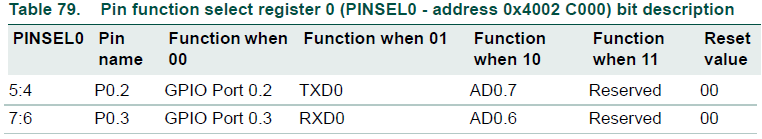 Table 79. Pin function select register 0 (PINSEL0 - address 0x4002 C000) bit description
PINSEL0 Pin name Function when 00 Function when 01 Function when 10 Function when 11 Reset value
5:4 P0.2 GPIO Port 0.2 TXD0 AD0.7 Reserved 00
7:6 P0.3 GPIO Port 0.3 RXD0 AD0.6 Reserved 00